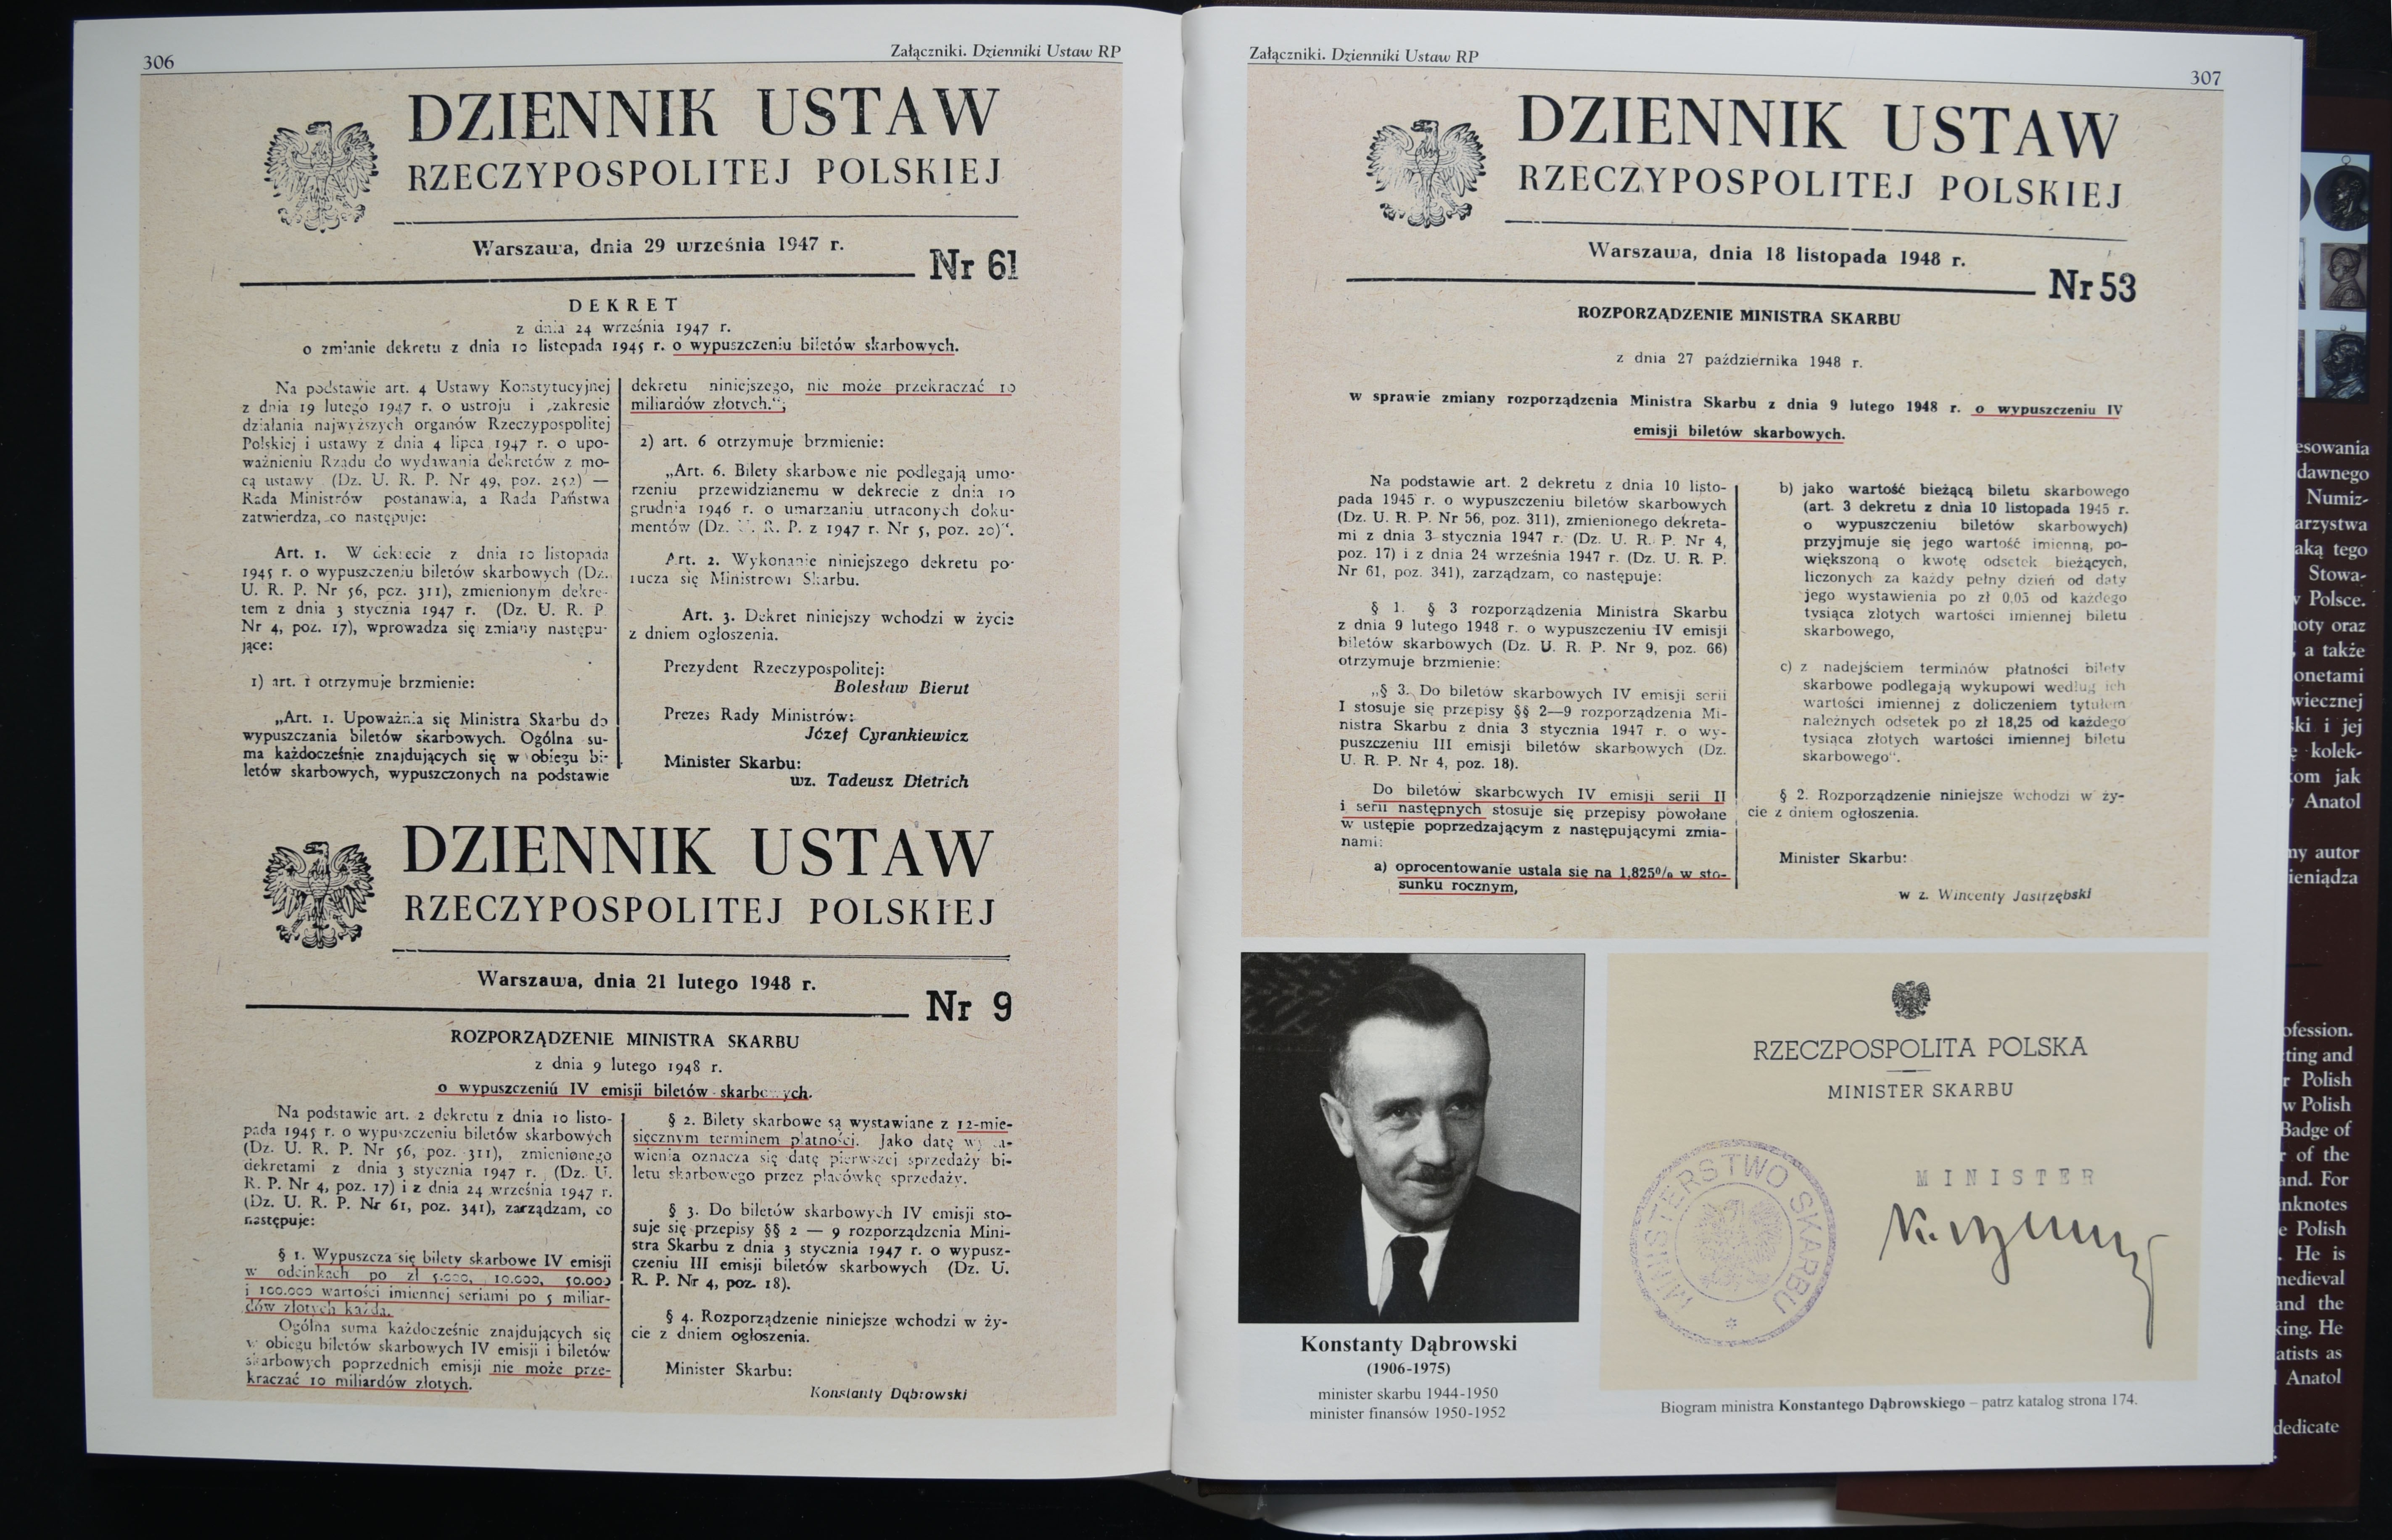 306
Załączniki. Dzienniki Ustaw RP
DZIENNIK USTAW
RZECZYPOSPOLITEJ POLSKIEJ
Warszawa, dnia 29 września 1947 r.
Nr 61
DEKRET
z dnia 24 września 1947 r.
o zmianie dekretu z dnia 10 listopada 1945 r. o wypuszczeniu biletów skarbowych.
Na podstawie art. 4 Ustawy Konstytucyjnej
z dnia 19 lutego 1947 r. o ustroju i zakresie
działania najwyższych organów Rzeczypospolitej
Polskiej i ustawy z dnia 4 lipca 1947 r. o upo-
ważnieniu Rządu do wydawania dekretów z mo-
cą ustawy (Dz. U. R. P. Nr 49, poz. 252) —
Rada Ministrów postanawia, a Rada Państwa
zatwierdza, co następuje:
Art. 1. W dekrecie z dnia 10 listopada
1945 r. o wypuszczeniu biletów skarbowych (Dz.
U. R. P. Nr 56, poz. 311), zmienionym dekre-
tem z dnia 3 stycznia 1947 r. (Dz. U. R. P.
Nr 4, poz. 17), wprowadza się zmiany następu-
jące:
1) art. 1 otrzymuje brzmienie:
„Art. 1. Upoważnia się Ministra Skarbu do
wypuszczania biletów skarbowych. Ogólna su-
ma każdocześnie znajdujących się w obiegu bi-
letów skarbowych, wypuszczonych na podstawie
dekretu niniejszego, nie może przekraczać 10
miliardów złotych.“;
2) art. 6 otrzymuje brzmienie:
„Art. 6. Bilety skarbowe nie podlegają umo-
rzeniu przewidzianemu w dekrecie z dnia 10
grudnia 1946 r. o umarzaniu utraconych doku-
mentów (Dz. U. R. P. z 1947 r. Nr 5, poz. 20)“.
Art. 2. Wykonanie niniejszego dekretu po-
rucza się Ministrowi Skarbu.
Art. 3. Dekret niniejszy wchodzi w życie
z dniem ogłoszenia.
Prezydent Rzeczypospolitej:
Bolesław Bierut
Prezes Rady Ministrów:
Józef Cyrankiewicz
Minister Skarbu:
wz. Tadeusz Dietrich
DZIENNIK USTAW
RZECZYPOSPOLITEJ POLSKIEJ
Warszawa, dnia 21 lutego 1948 r.
Nr 9
ROZPORZĄDZENIE MINISTRA SKARBU
z dnia 9 lutego 1948 r.
o wypuszczeniu IV emisji biletów skarbowych.
Na podstawie art. 2 dekretu z dnia 10 listo-
pada 1945 r. o wypuszczeniu biletów skarbowych
(Dz. U. R. P. Nr 56, poz. 311), zmienionego
dekretami z dnia 3 stycznia 1947 r. (Dz. U.
R. P. Nr 4, poz. 17) i z dnia 24 września 1947 r.
(Dz. U. R. P. Nr 61, poz. 341), zarządzam, co
następuje:
§ 1. Wypuszcza się bilety skarbowe IV emisji
w odcinkach po zł 5.000, 10.000, 50.000
i 100.000 wartości imiennej seriami po 5 miliar-
dów złotych każda.
Ogólna suma każdocześnie znajdujących się
w obiegu biletów skarbowych IV emisji i biletów
skarbowych poprzednich emisji nie może prze-
kraczać 10 miliardów złotych.
§ 2. Bilety skarbowe są wystawiane z 12-mie-
sięcznym terminem płatności. Jako datę wysta-
wienia oznacza się datę pierwszej sprzedaży bi-
letu skarbowego przez placówkę sprzedaży.
§ 3. Do biletów skarbowych IV emisji sto-
suje się przepisy §§ 2 — 9 rozporządzenia Mini-
stra Skarbu z dnia 3 stycznia 1947 r. o wypusz-
czeniu III emisji biletów skarbowych (Dz. U.
R. P. Nr 4, poz. 18).
§ 4. Rozporządzenie niniejsze wchodzi w ży-
cie z dniem ogłoszenia.
Minister Skarbu:
Konstanty Dąbrowski
Załączniki. Dzienniki Ustaw RP
307
DZIENNIK USTAW
RZECZYPOSPOLITEJ POLSKIEJ
Warszawa, dnia 18 listopada 1948 r.
Nr 53
ROZPORZĄDZENIE MINISTRA SKARBU
z dnia 27 października 1948 r.
w sprawie zmiany rozporządzenia Ministra Skarbu z dnia 9 lutego 1948 r. o wypuszczeniu IV
emisji biletów skarbowych.
Na podstawie art. 2 dekretu z dnia 10 listo-
pada 1945 r. o wypuszczeniu biletów skarbowych
(Dz. U. R. P. Nr 56, poz. 311), zmienionego dekreta-
mi z dnia 3 stycznia 1947 r. (Dz. U. R. P. Nr 4,
poz. 17) i z dnia 24 września 1947 r. (Dz. U. R. P.
Nr 61, poz. 341), zarządzam, co następuje:
§ 1. § 3 rozporządzenia Ministra Skarbu
z dnia 9 lutego 1948 r. o wypuszczeniu IV emisji
biletów skarbowych (Dz. U. R. P. Nr 9, poz. 66)
otrzymuje brzmienie:
„§ 3. Do biletów skarbowych IV emisji serii
I stosuje się przepisy §§ 2—9 rozporządzenia Mi-
nistra Skarbu z dnia 3 stycznia 1947 r. o wy-
puszczeniu III emisji biletów skarbowych (Dz.
U. R. P. Nr 4, poz. 18).
Do biletów skarbowych IV emisji serii II
i serii następnych stosuje się przepisy powołane
w ustępie poprzedzającym z następującymi zmia-
nami:
a) oprocentowanie ustala się na 1,825% w sto-
sunku rocznym,
b) jako wartość bieżącą biletu skarbowego
(art. 3 dekretu z dnia 10 listopada 1945 r.
o wypuszczeniu biletów skarbowych)
przyjmuje się jego wartość imienną, po-
większoną o kwotę odsetek bieżących,
liczonych za każdy pełny dzień od daty
jego wystawienia po zł 0,05 od każdego
tysiąca złotych wartości imiennej biletu
skarbowego,
c) z nadejściem terminów płatności bilety
skarbowe podlegają wykupowi według ich
wartości imiennej z doliczeniem tytułem
należnych odsetek po zł 18,25 od każdego
tysiąca złotych wartości imiennej biletu
skarbowego“.
§ 2. Rozporządzenie niniejsze wchodzi w ży-
cie z dniem ogłoszenia.
Minister Skarbu:
w z. Wincenty Jastrzębski
Konstanty Dąbrowski
(1906-1975)
minister skarbu 1944-1950
minister finansów 1950-1952
RZECZPOSPOLITA POLSKA
MINISTER SKARBU
MINISTER
MINISTERSTWO SKARBU
Biogram ministra Konstantego Dąbrowskiego – patrz katalog strona 174.
dawnego
Numiz-
aką tego
Stowa-
w Polsce.
oraz
a także
i jej
kolek-
jak
Anatol
autor
ting and
Polish
Polish
Badge of
of the
and. For
Polish
He is
and the
He
as
Anatol
dedicate